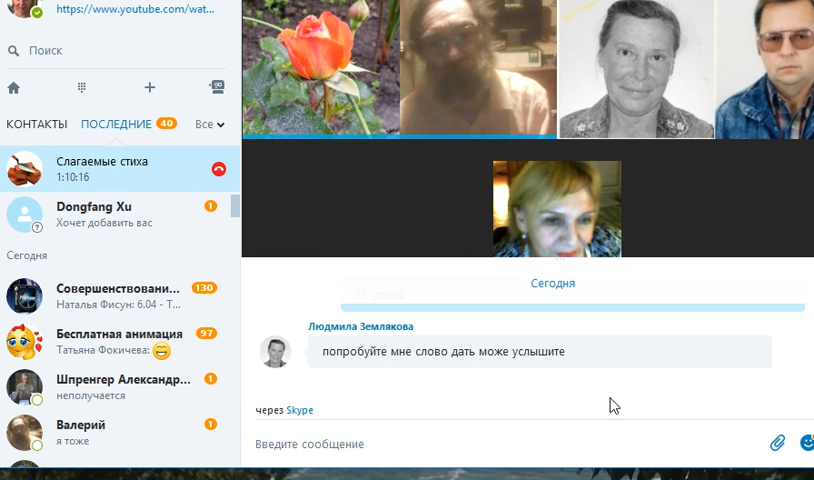 https://www.youtube.com/wat...
Поиск
КОНТАКТЫ ПОСЛЕДНИЕ 40 Все
Слагаемые стиха
1:10:16
Dongfang Xu 1
Хочет добавить вас
Сегодня
Совершенствовани... 130
Наталья Фисун: 6.04 - Т...
Бесплатная анимация 97
Татьяна Фокичева:
Шпренгер Александр... 1
неполучается
Валерий 1
я тоже
Сегодня
Людмила Землякова
попробуйте мне слово дать може услышите
через Skype
Введите сообщение